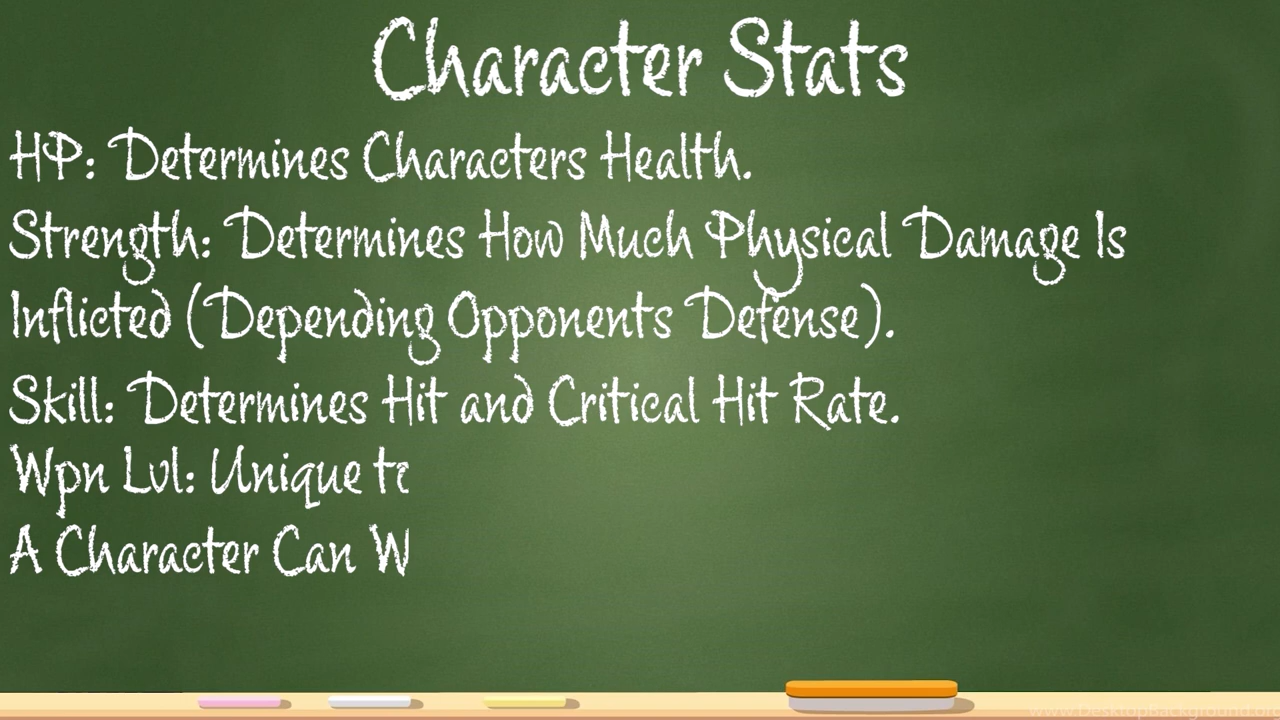 Character Stats
HP: Determines Characters Health.
Strength: Determines How Much Physical Damage Is
Inflicted (Depending Opponents Defense).
Skill: Determines Hit and Critical Hit Rate.
Wpn Lvl: Unique
A Character Can